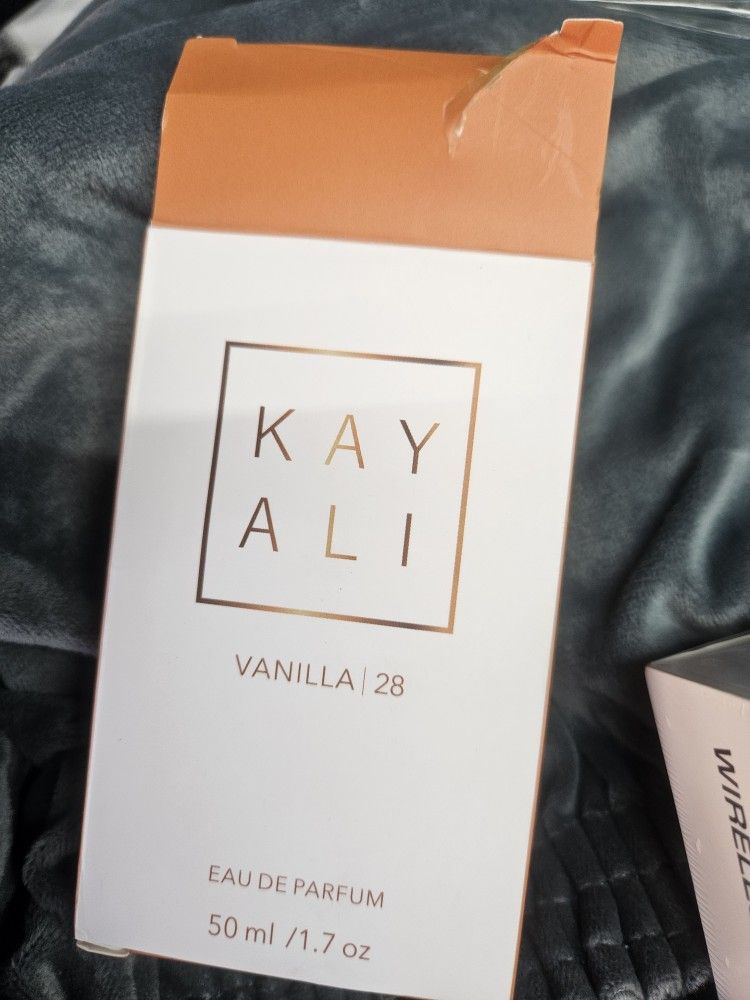 KAY
ALI
VANILLA | 28
EAU DE PARFUM
50 ml /1.7 oz